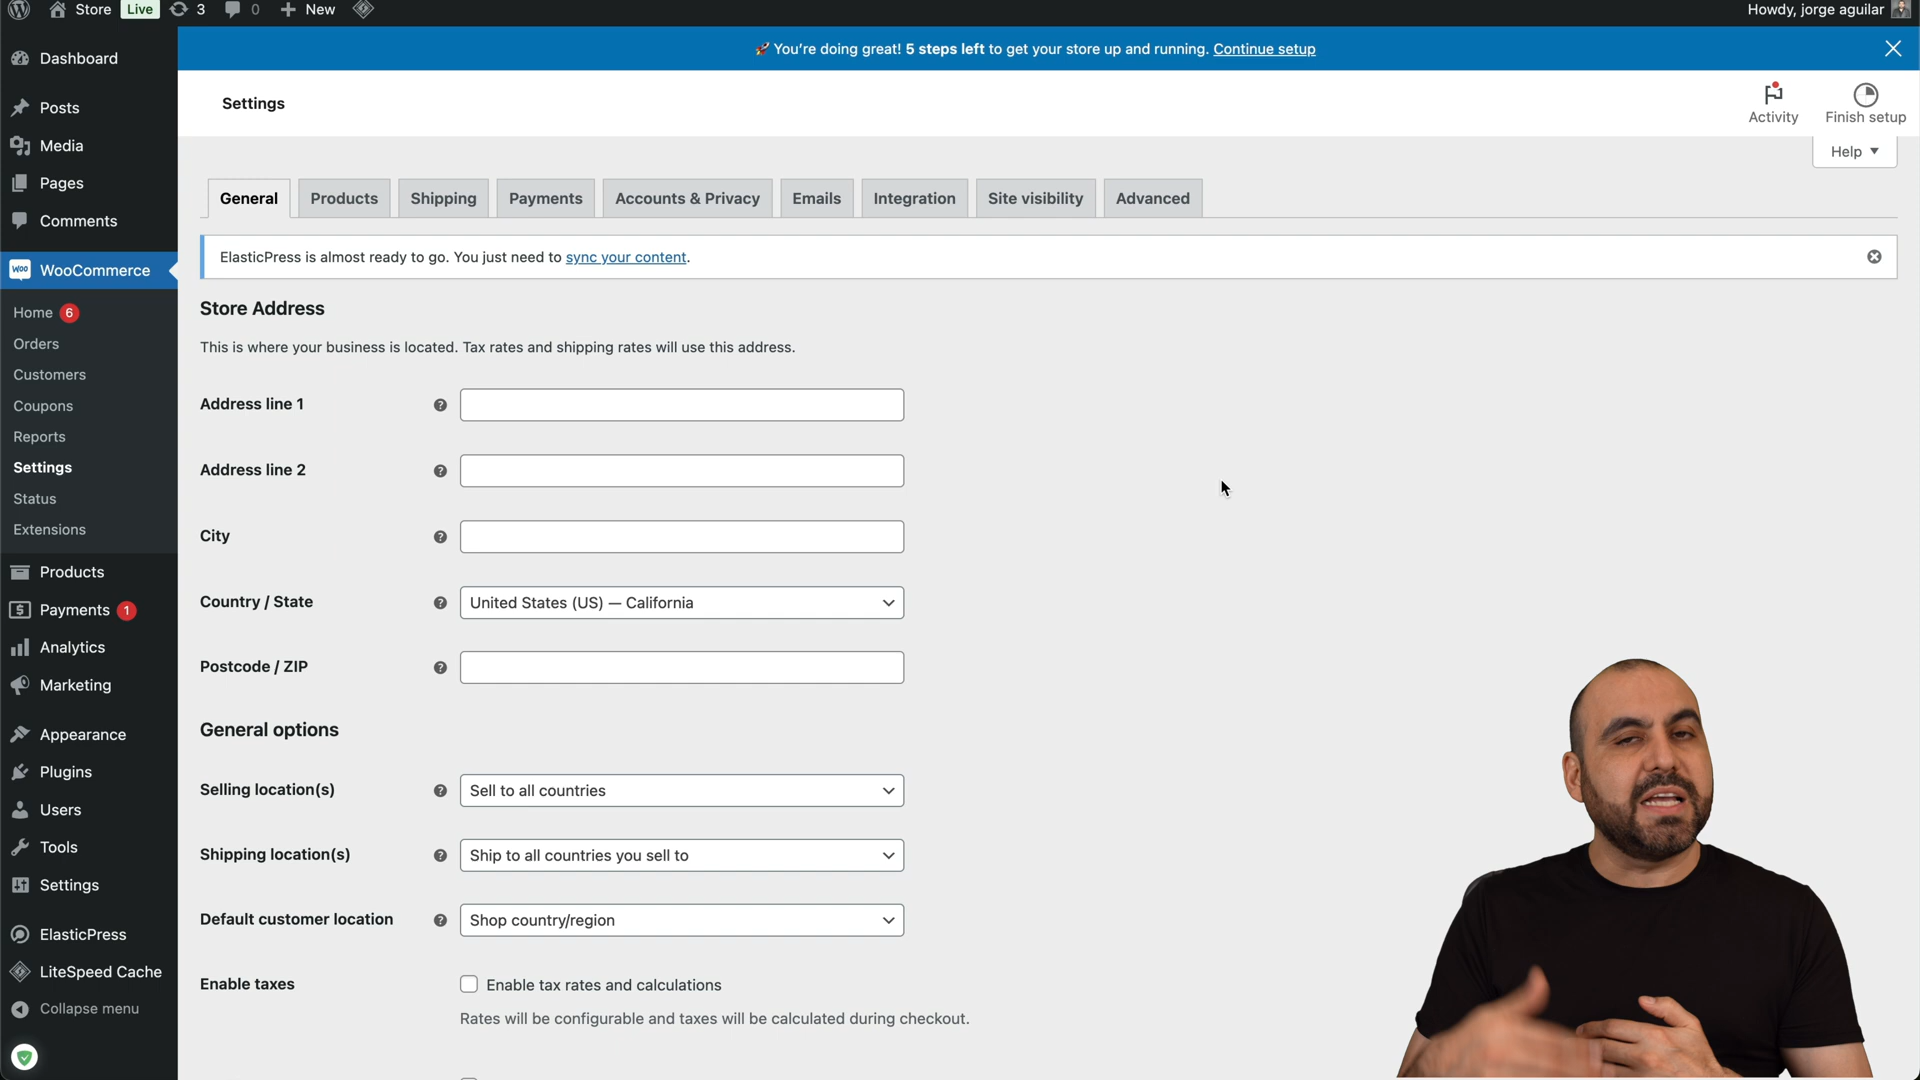 Store Live 3 0 New
Howdy, jorge aguilar
🚀 You're doing great! 5 steps left to get your store up and running. Continue setup
Dashboard
Posts
Media
Pages
Comments
WooCommerce
Home 6
Orders
Customers
Coupons
Reports
Settings
Status
Extensions
Products
Payments 1
Analytics
Marketing
Appearance
Plugins
Users
Tools
Settings
ElasticPress
LiteSpeed Cache
Collapse menu
Settings
Activity
Finish setup
Help
General Products Shipping Payments Accounts & Privacy Emails Integration Site visibility Advanced
ElasticPress is almost ready to go. You just need to sync your content.
Store Address
This is where your business is located. Tax rates and shipping rates will use this address.
Address line 1
Address line 2
City
Country / State United States (US) — California
Postcode / ZIP
General options
Selling location(s) Sell to all countries
Shipping location(s) Ship to all countries you sell to
Default customer location Shop country/region
Enable taxes Enable tax rates and calculations
Rates will be configurable and taxes will be calculated during checkout.